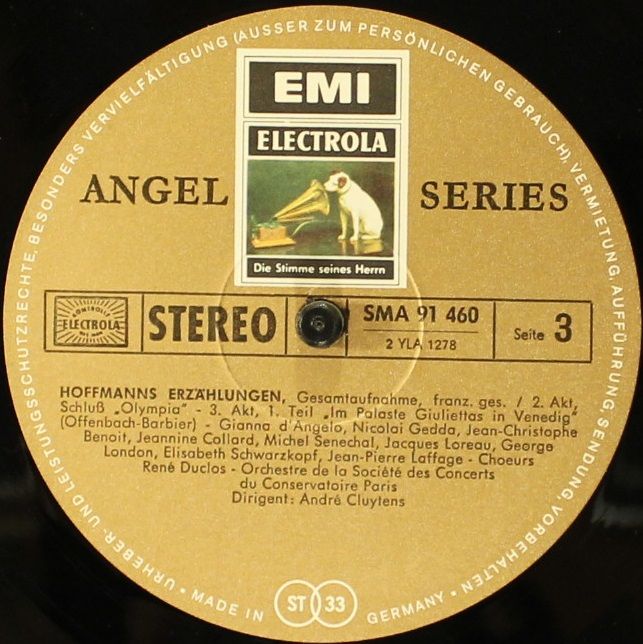 URHEBER- UND LEISTUNGSSCHUTZRECHTE, BESONDERS VERVIELFÄLTIGUNG (AUSSER ZUM PERSÖNLICHEN GEBRAUCH), VERMIETUNG, AUFFÜHRUNG, SENDUNG, VORBEHALTEN
EMI
ELECTROLA
ANGEL SERIES
Die Stimme seines Herrn
ELECTROLA
STEREO
SMA 91 460
2 YLA 1278
Seite 3
HOFFMANNS ERZÄHLUNGEN, Gesamtaufnahme, franz. ges. / 2. Akt,
Schluß „Olympia" - 3. Akt, 1. Teil „Im Palaste Giuliettas in Venedig"
(Offenbach-Barbier) - Gianna d'Angelo, Nicolai Gedda, Jean-Christophe
Benoit, Jeannine Collard, Michel Senechal, Jacques Loreau, George
London, Elisabeth Schwarzkopf, Jean-Pierre Laffage - Choeurs
René Duclos - Orchestre de la Société des Concerts
du Conservatoire Paris
Dirigent: André Cluytens
MADE IN GERMANY
ST 33